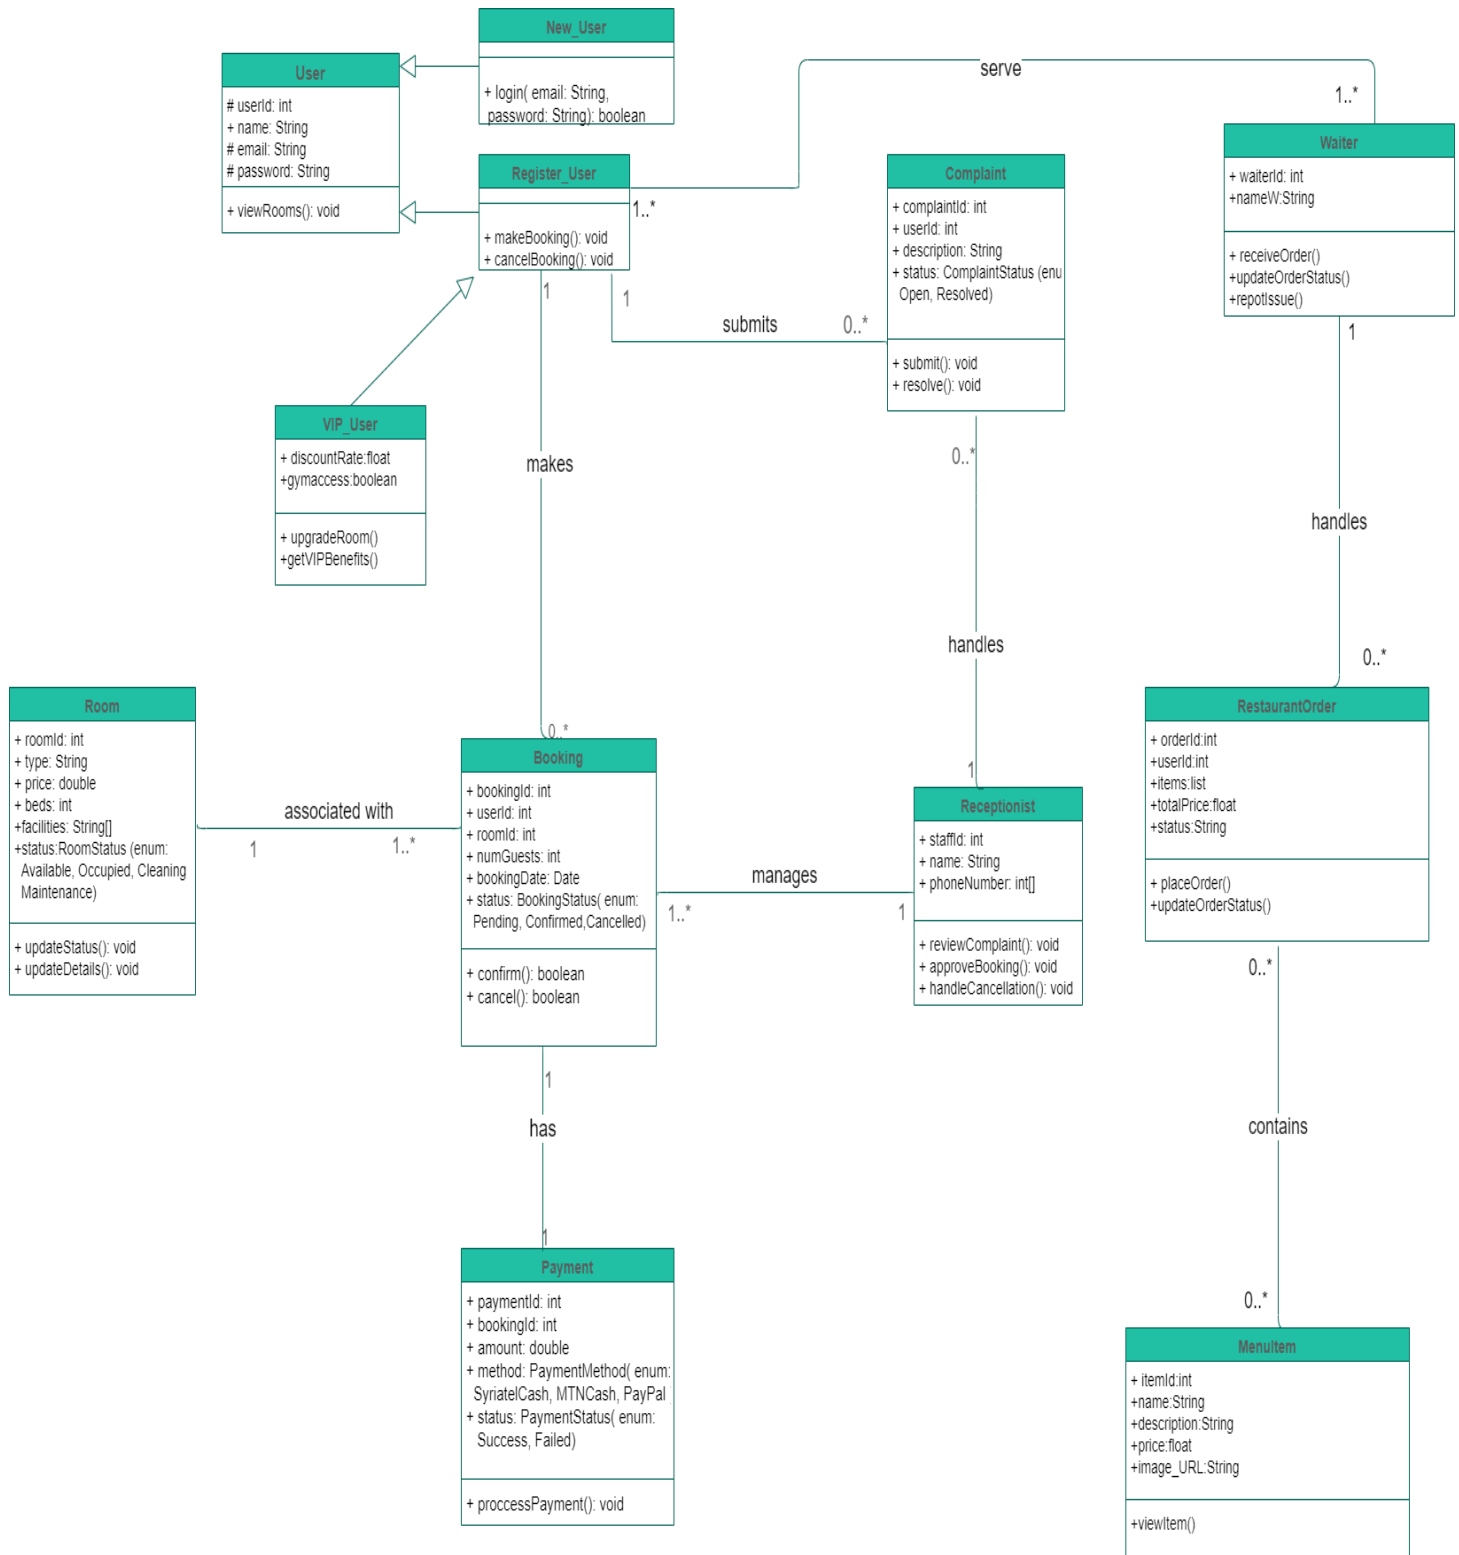 New_User
+ login( email: String,
password: String): boolean
User
# userId: int
+ name: String
# email: String
# password: String
+ viewRooms(): void
serve
1..*
Register_User
+ makeBooking(): void
+ cancelBooking(): void
1..*
1
1
Complaint
+ complaintId: int
+ userId: int
+ description: String
+ status: ComplaintStatus (enu
Open, Resolved)
+ submit(): void
+ resolve(): void
Waiter
+ waiterId: int
+nameW:String
+ receiveOrder()
+updateOrderStatus()
+repotIssue()
1
submits
0..*
VIP_User
+ discountRate:float
+gymaccess:boolean
+ upgradeRoom()
+getVIPBenefits()
makes
0..*
handles
handles
0..*
Room
+ roomId: int
+ type: String
+ price: double
+ beds: int
+facilities: String[]
+status:RoomStatus (enum:
Available, Occupied, Cleaning
Maintenance)
+ updateStatus(): void
+ updateDetails(): void
associated with
1
1..*
0..*
Booking
+ bookingId: int
+ userId: int
+ roomId: int
+ numGuests: int
+ bookingDate: Date
+ status: BookingStatus( enum:
Pending, Confirmed,Cancelled)
+ confirm(): boolean
+ cancel(): boolean
manages
1..*
1
1
Receptionist
+ staffId: int
+ name: String
+ phoneNumber: int[]
+ reviewComplaint(): void
+ approveBooking(): void
+ handleCancellation(): void
RestaurantOrder
+ orderId:int
+userId:int
+items:list
+totalPrice:float
+status:String
+ placeOrder()
+updateOrderStatus()
0..*
contains
0..*
1
has
1
Payment
+ paymentId: int
+ bookingId: int
+ amount: double
+ method: PaymentMethod( enum:
SyriatelCash, MTNCash, PayPal
+ status: PaymentStatus( enum:
Success, Failed)
+ proccessPayment(): void
MenuItem
+ itemId:int
+name:String
+description:String
+price:float
+image_URL:String
+viewItem()